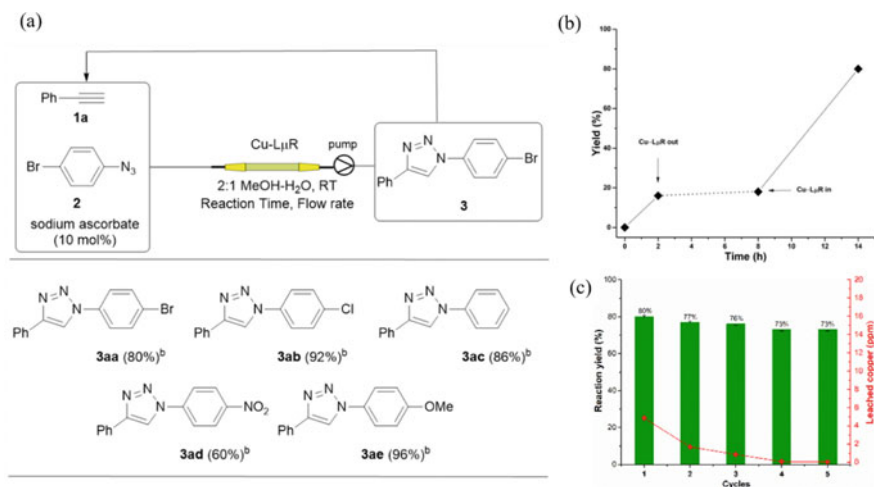 (a)
Ph
1a
Br
N3
2
sodium ascorbate
(10 mol%)
Cu-LμR
pump
2:1 MeOH-H2O, RT
Reaction Time, Flow rate
N
N
N
Br
Ph
3
N
N
N
Br
Ph
3aa (80%)b
N
N
N
Cl
Ph
3ab (92%)b
N
N
N
Ph
3ac (86%)b
N
N
N
NO2
Ph
3ad (60%)b
N
N
N
OMe
Ph
3ae (96%)b
(b)
Yield (%)
100
80
60
40
20
0
Cu-LμR out
Cu-LμR in
0 2 4 6 8 10 12 14
Time (h)
(c)
Reaction yield (%)
100
80
60
40
20
0
80%
77%
76%
73%
73%
20
18
16
14
12
10
8
6
4
2
0
Leached copper (ppm)
1 2 3 4 5
Cycles